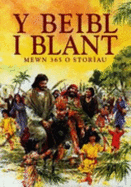 Y BEIBL
I BLANT
MEWN 365 O STORÏAU